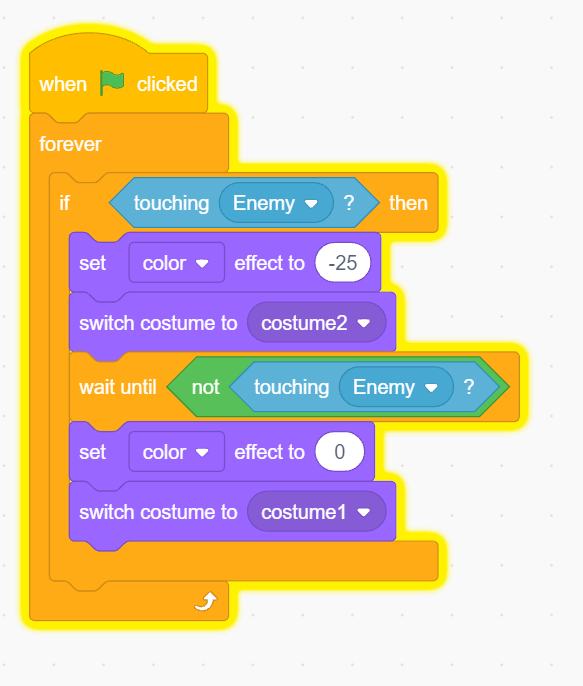 when clicked
forever
if touching Enemy ? then
set color effect to -25
switch costume to costume2
wait until not touching Enemy ?
set color effect to 0
switch costume to costume1